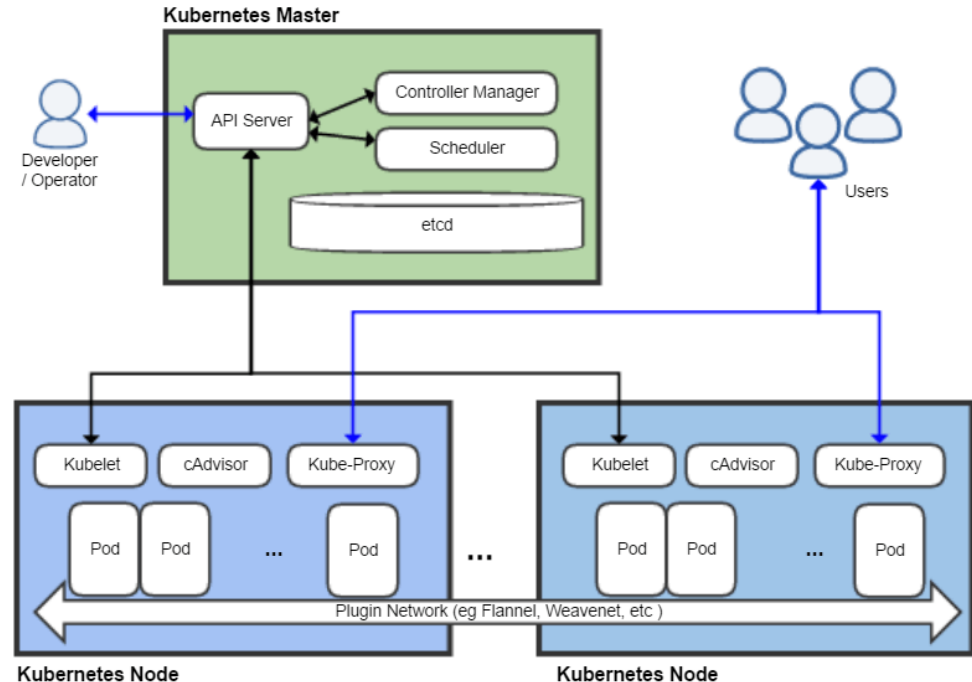 Kubernetes Master
API Server
Controller Manager
Scheduler
etcd
Developer
/ Operator
Users
Kubelet
cAdvisor
Kube-Proxy
Pod
Pod
...
Pod
...
Kubelet
cAdvisor
Kube-Proxy
Pod
Pod
...
Pod
Plugin Network (eg Flannel, Weavenet, etc )
Kubernetes Node
Kubernetes Node